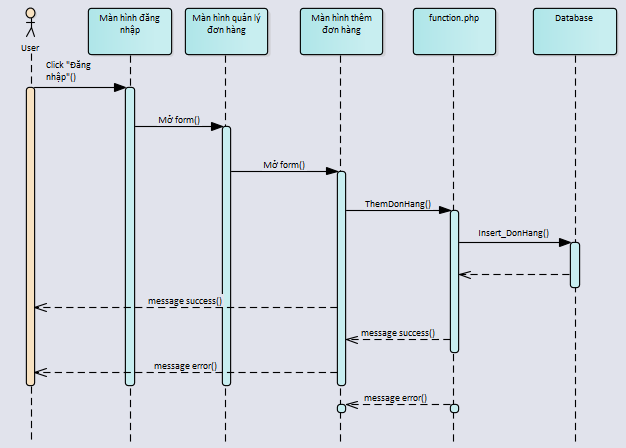 Màn hình đăng
nhập
Màn hình quản lý
đơn hàng
Màn hình thêm
đơn hàng
function.php
Database
User
Click "Đăng
nhập"()
Mở form()
Mở form()
ThemDonHang()
Insert_DonHang()
message success()
message success()
message error()
message error()